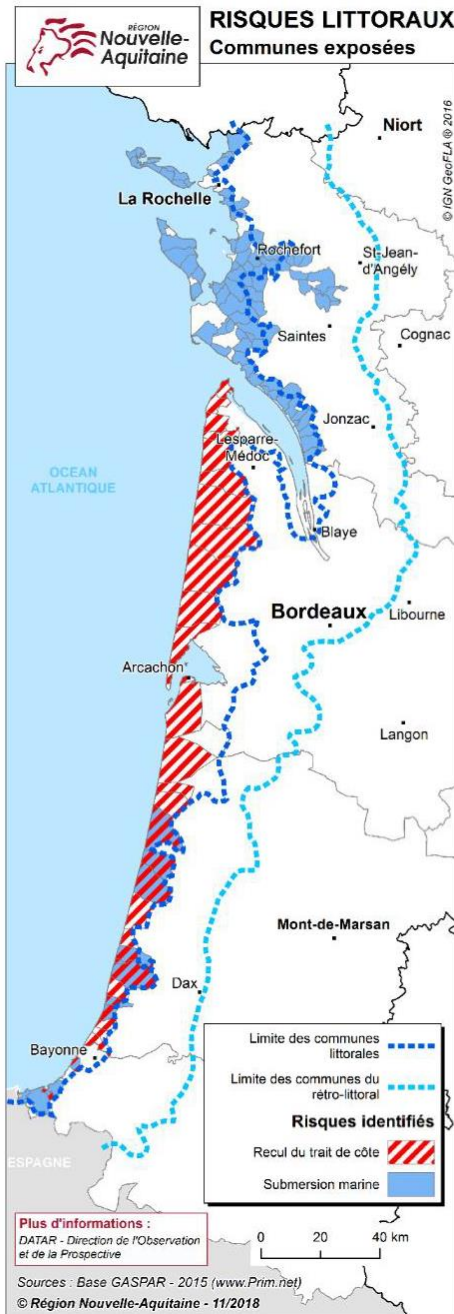 RÉGION
Nouvelle-
Aquitaine
RISQUES LITTORAUX
Communes exposées
© IGN GeoFLA ® 2016
Niort
La Rochelle
Rochefort
St-Jean-
d'Angély
Saintes
Cognac
Jonzac
Lesparre-
Médoc
OCEAN
ATLANTIQUE
Blaye
Bordeaux
Libourne
Arcachon
Langon
Mont-de-Marsan
Dax
Bayonne
ESPAGNE
Limite des communes
littorales
Limite des communes du
rétro-littoral
Risques identifiés
Recul du trait de côte
Submersion marine
Plus d'informations :
DATAR - Direction de l'Observation
et de la Prospective
0 20 40 km
Sources : Base GASPAR - 2015 (www.Prim.net)
© Région Nouvelle-Aquitaine - 11/2018